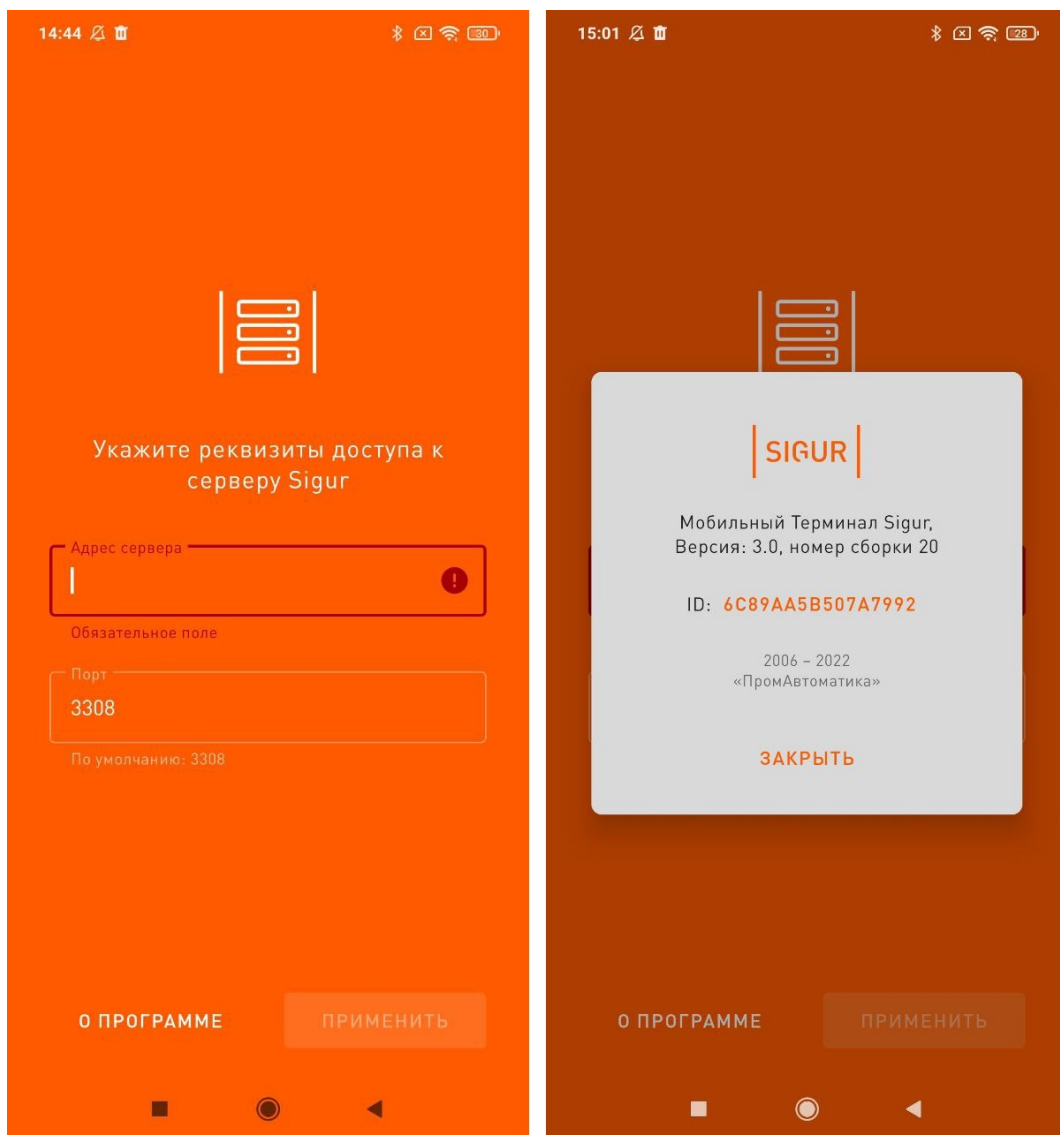 14:44
30
Укажите реквизиты доступа к
серверу Sigur
Адрес сервера
Обязательное поле
Порт
3308
По умолчанию: 3308
О ПРОГРАММЕ
ПРИМЕНИТЬ
15:01
28
SIGUR
Мобильный Терминал Sigur,
Версия: 3.0, номер сборки 20
ID: 6C89AA5B507A7992
2006 – 2022
«ПромАвтоматика»
ЗАКРЫТЬ
О ПРОГРАММЕ
ПРИМЕНИТЬ